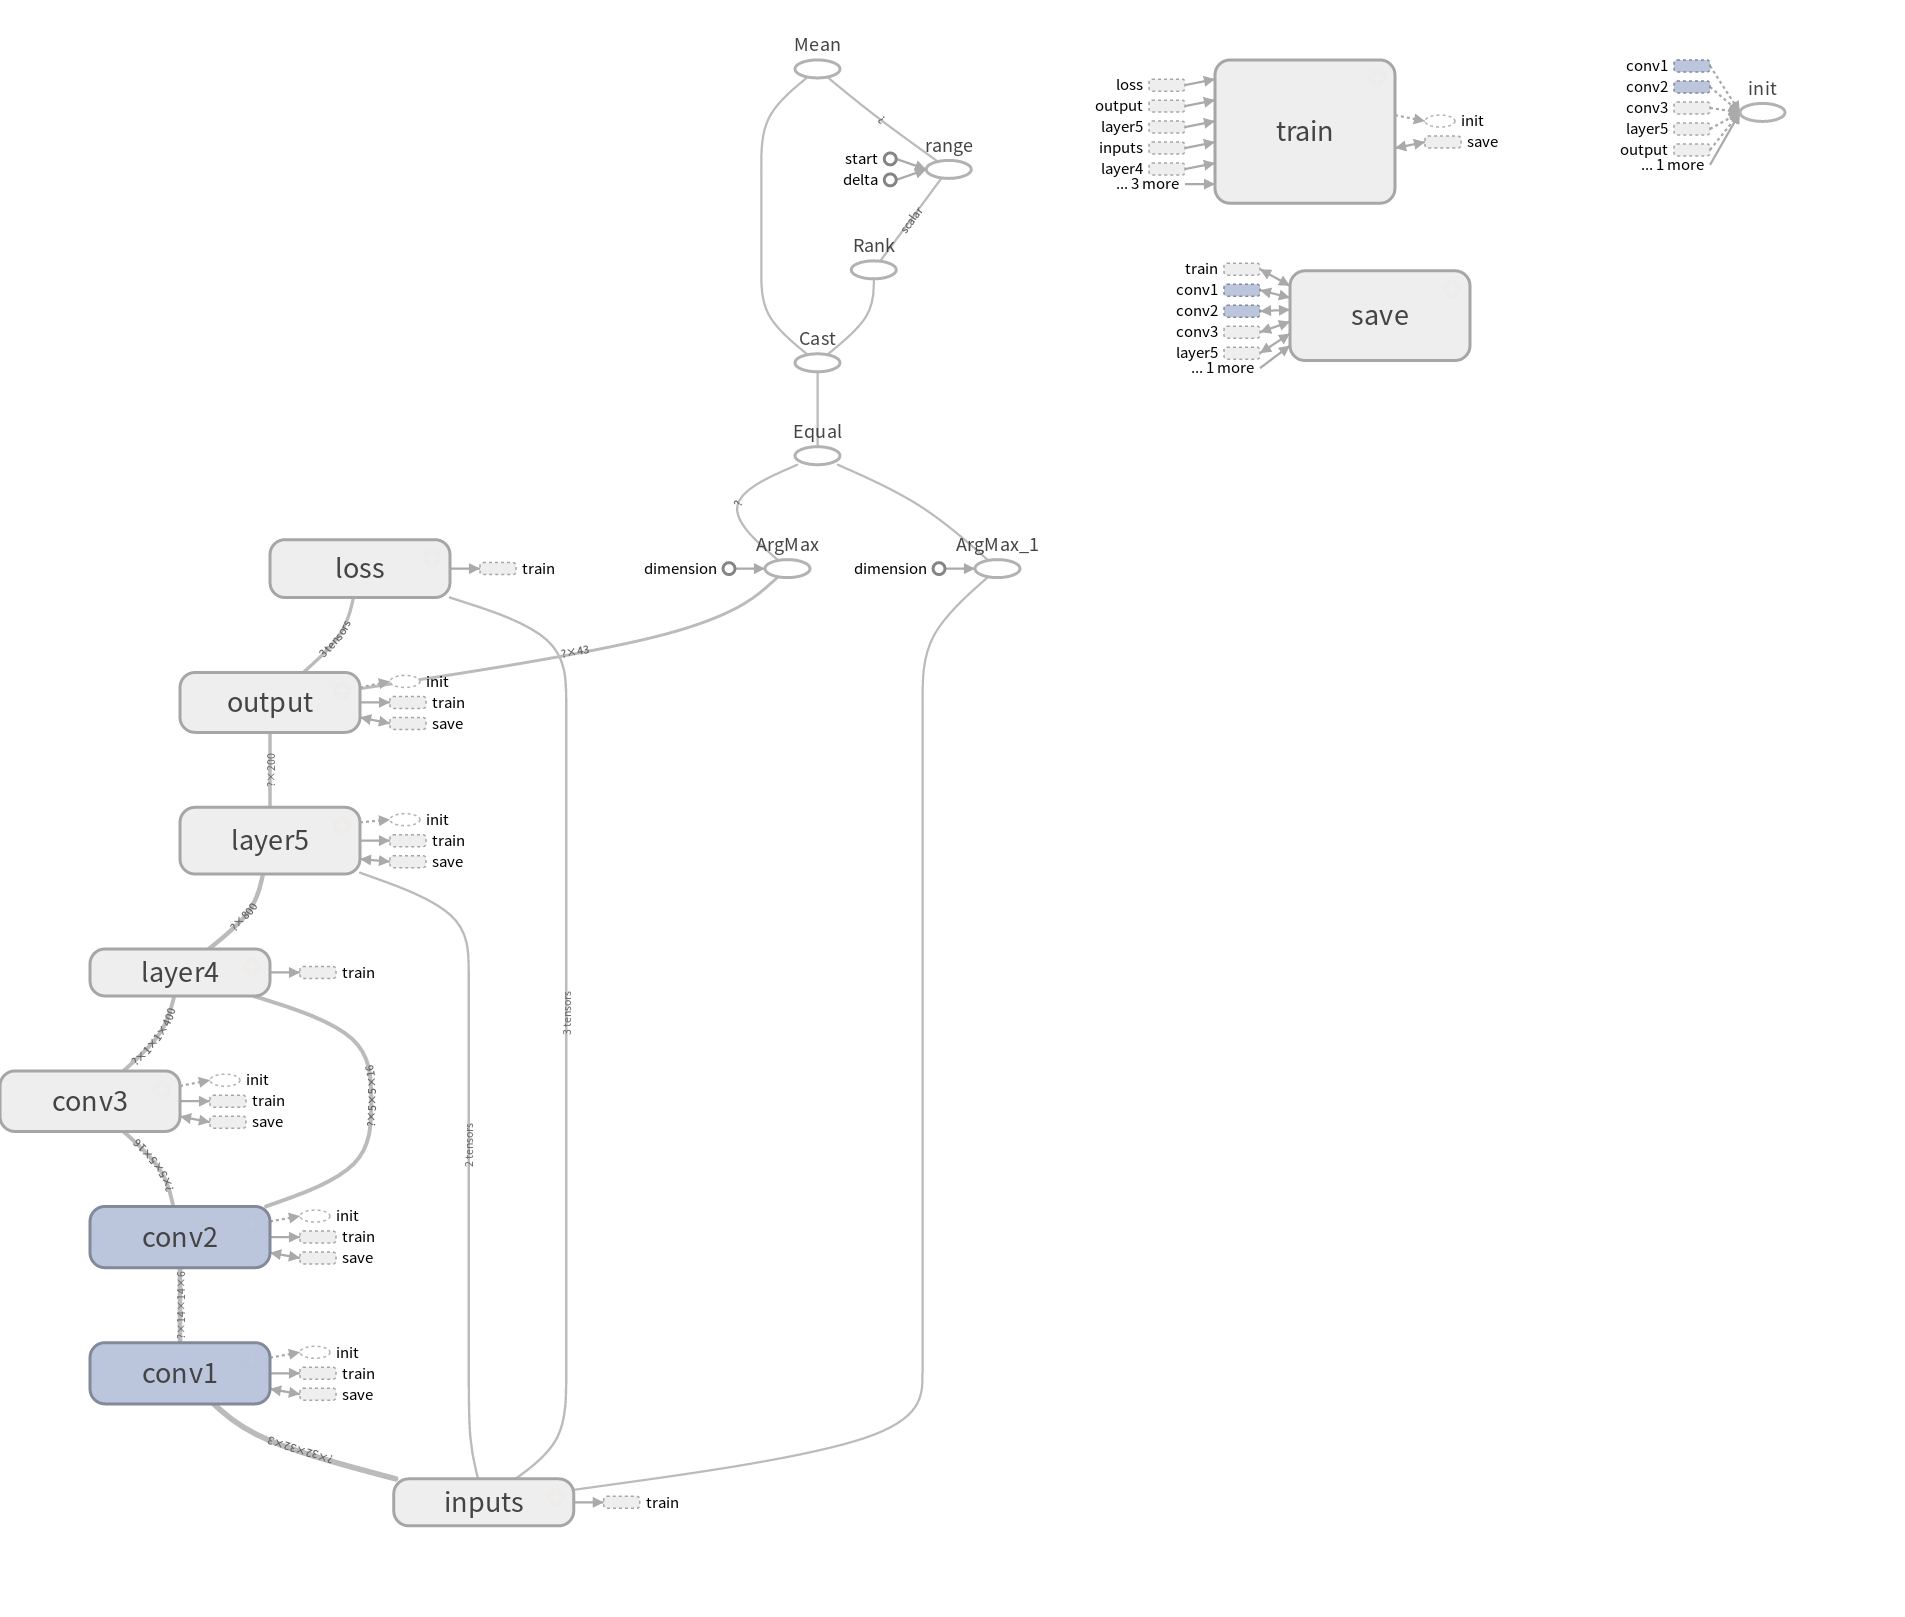 Mean
?
range
start
delta
scalar
Rank
Cast
Equal
?
ArgMax
dimension
ArgMax_1
dimension
?×43
loss
train
3 tensors
output
init
train
save
?×200
layer5
init
train
save
?×800
layer4
train
?×1×1×400
conv3
init
train
save
?×5×5×16
?×5×5×16
conv2
init
train
save
?×14×14×6
conv1
init
train
save
?×32×32×3
2 tensors
3 tensors
inputs
train
loss
output
layer5
inputs
layer4
... 3 more
train
init
save
train
conv1
conv2
conv3
layer5
... 1 more
save
conv1
conv2
conv3
layer5
output
... 1 more
init